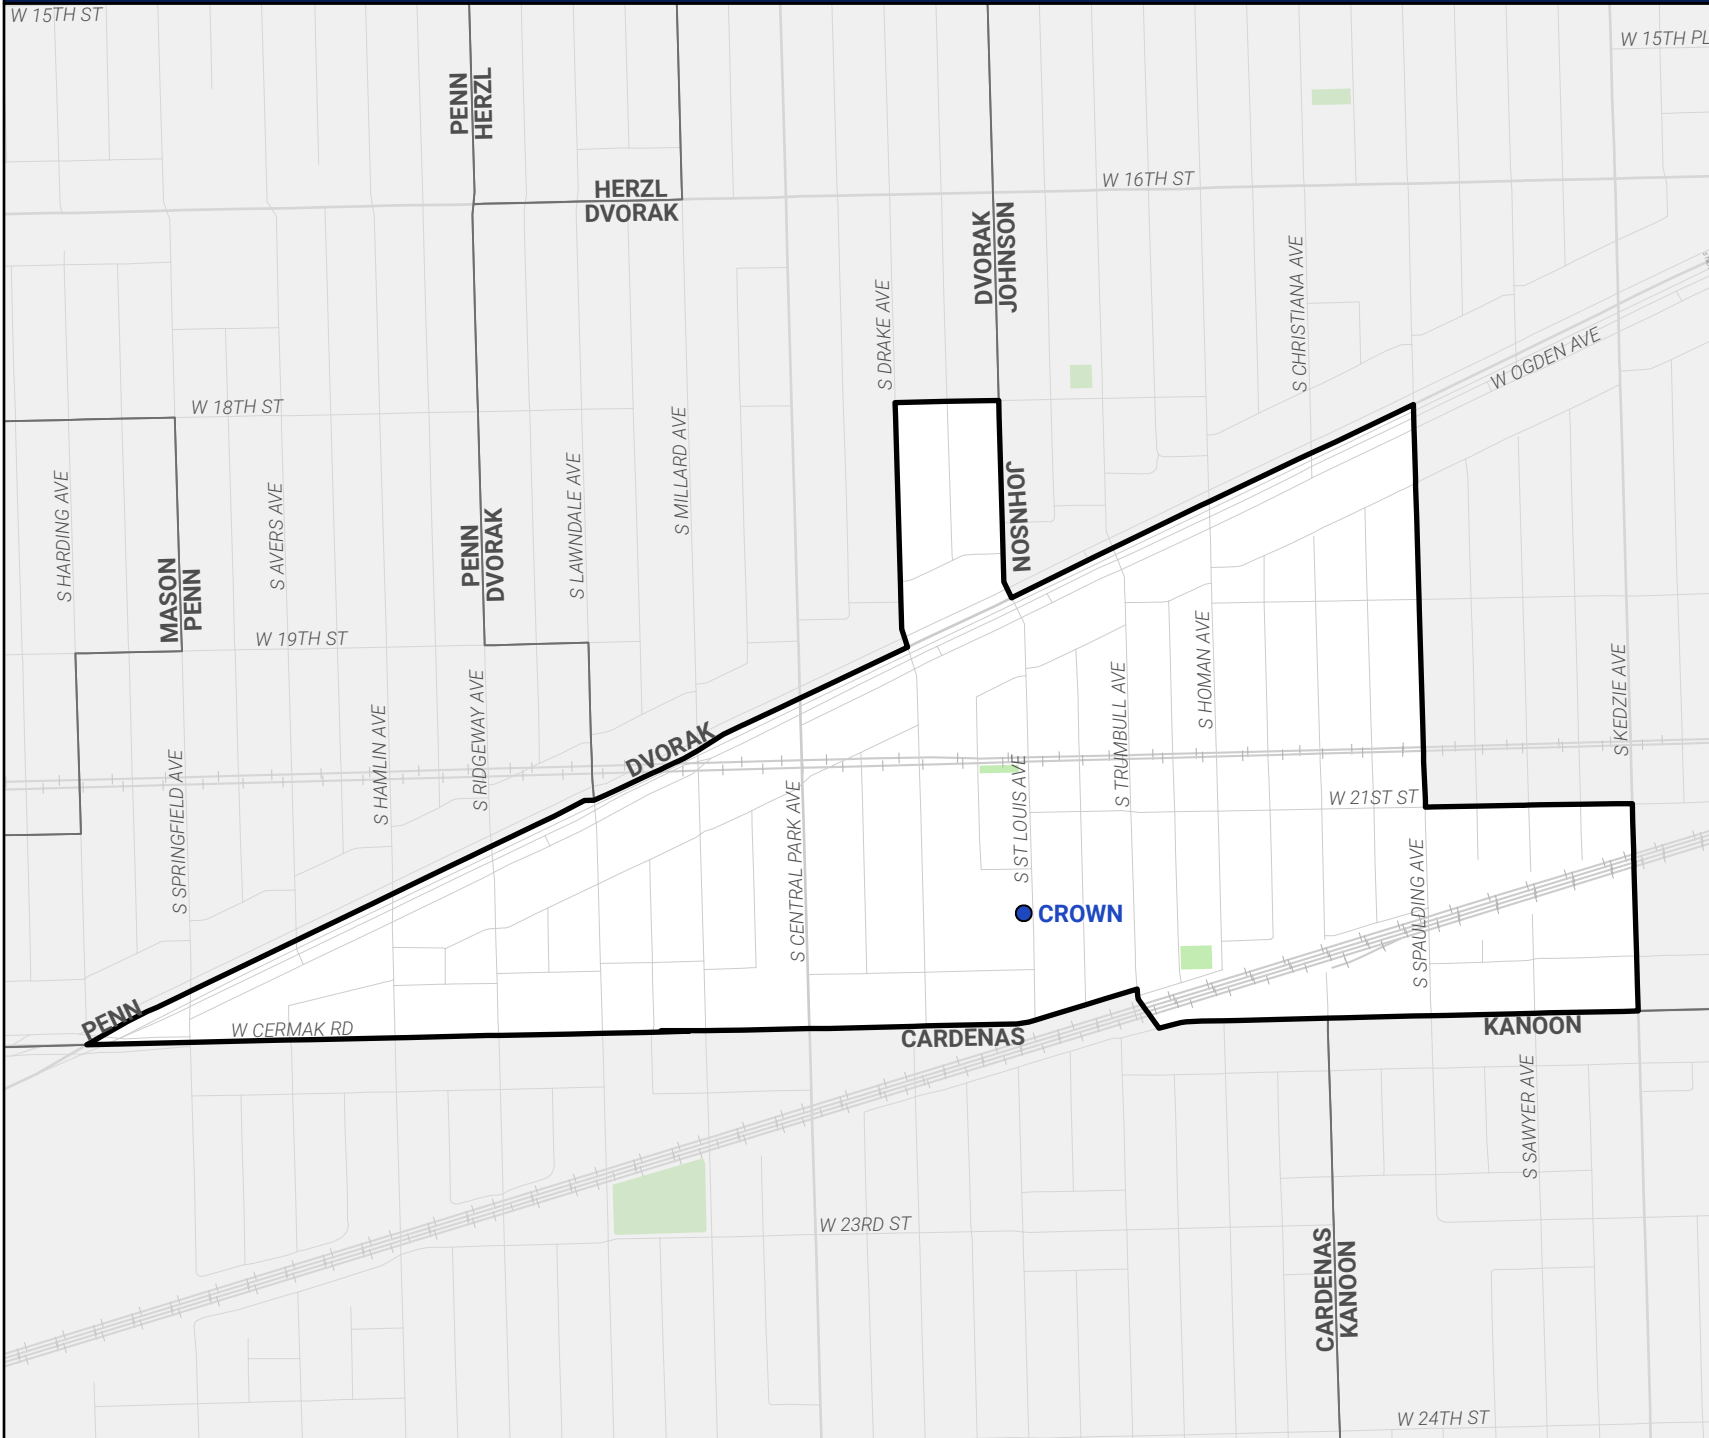 W 15TH ST
W 15TH PL
PENN
HERZL
HERZL
DVORAK
W 16TH ST
DVORAK
JOHNSON
S DRAKE AVE
S CHRISTIANA AVE
W OGDEN AVE
W 18TH ST
S HARDING AVE
S AVERS AVE
S LAWNDALE AVE
S MILLARD AVE
JOHNSON
PENN
DVORAK
MASON
PENN
W 19TH ST
S HOMAN AVE
S KEDZIE AVE
S TRUMBULL AVE
S RIDGEWAY AVE
S HAMLIN AVE
S SPRINGFIELD AVE
DVORAK
S CENTRAL PARK AVE
S ST LOUIS AVE
W 21ST ST
S SPAULDING AVE
CROWN
PENN
W CERMAK RD
CARDENAS
KANOON
S SAWYER AVE
W 23RD ST
CARDENAS
KANOON
W 24TH ST